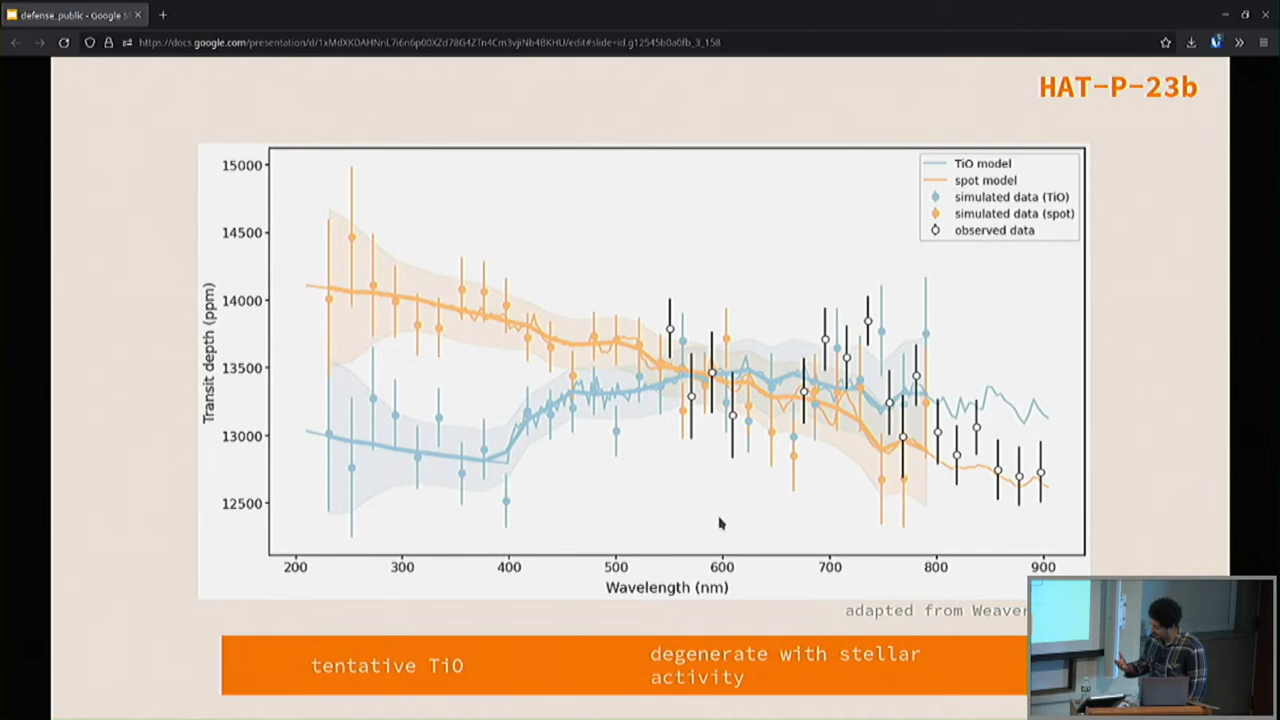 defense_public - Google Sl
https://docs.google.com/presentation/d/1xMdXKDAHNnL7i6n6p00XZd78G4ZTn4Cm3vjiNb4BKHU/edit#slide=id.g12545b0a0fb_3_158
HAT-P-23b
15000
14500
14000
13500
13000
12500
Transit depth (ppm)
TiO model
spot model
simulated data (TiO)
simulated data (spot)
observed data
200 300 400 500 600 700 800 900
Wavelength (nm)
adapted from Weaver
tentative TiO
degenerate with stellar
activity